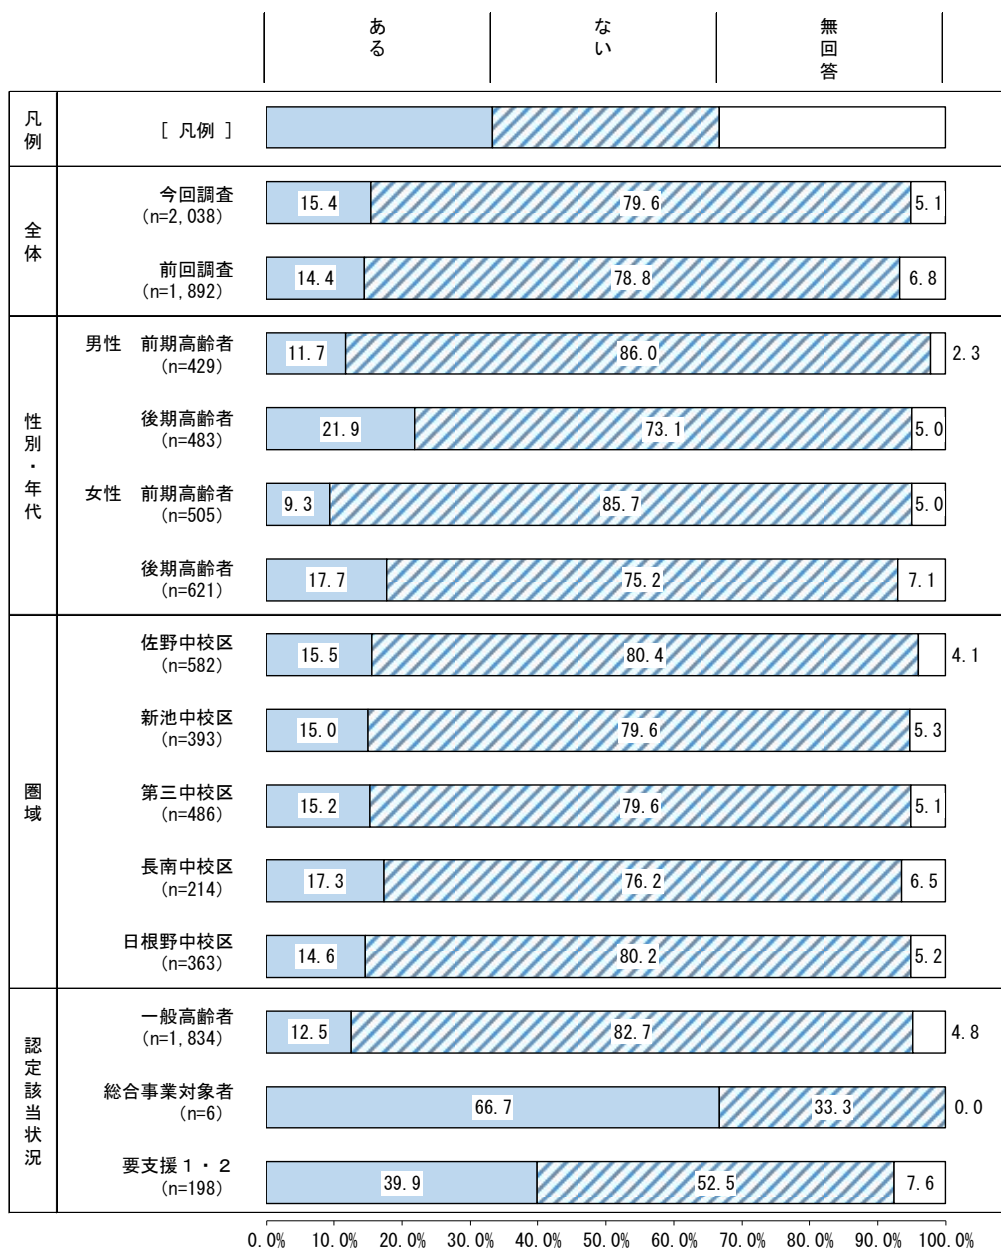 ある
ない
無回答
凡例
[ 凡例 ]
全体
今回調査
(n=2,038)
15.4
79.6
5.1
前回調査
(n=1,892)
14.4
78.8
6.8
性別・年代
男性　前期高齢者
(n=429)
11.7
86.0
2.3
後期高齢者
(n=483)
21.9
73.1
5.0
女性　前期高齢者
(n=505)
9.3
85.7
5.0
後期高齢者
(n=621)
17.7
75.2
7.1
圏域
佐野中校区
(n=582)
15.5
80.4
4.1
新池中校区
(n=393)
15.0
79.6
5.3
第三中校区
(n=486)
15.2
79.6
5.1
長南中校区
(n=214)
17.3
76.2
6.5
日根野中校区
(n=363)
14.6
80.2
5.2
認定該当状況
一般高齢者
(n=1,834)
12.5
82.7
4.8
総合事業対象者
(n=6)
66.7
33.3
0.0
要支援１・２
(n=198)
39.9
52.5
7.6
0.0% 10.0% 20.0% 30.0% 40.0% 50.0% 60.0% 70.0% 80.0% 90.0% 100.0%